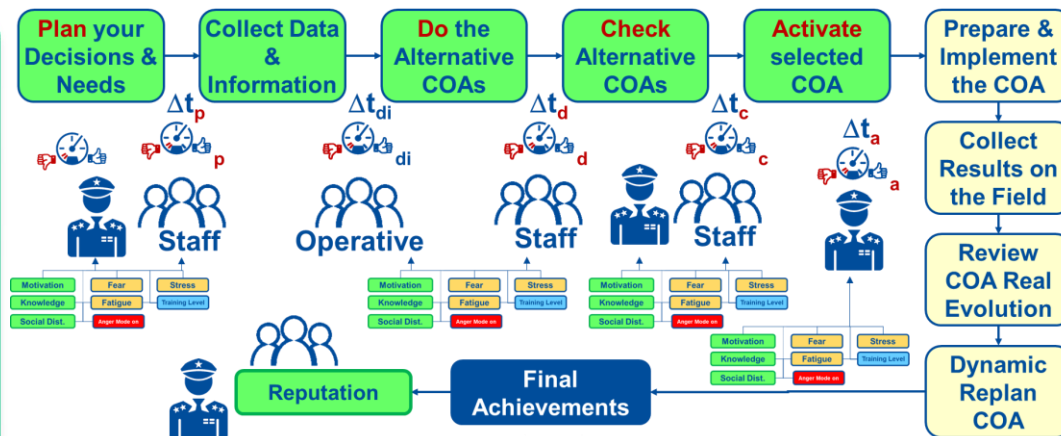 Plan your
Decisions &
Needs
Collect Data
&
Information
Do the
Alternative
COAs
Check
Alternative
COAs
Activate
selected
COA
Prepare &
Implement
the COA
Δtp
p
Δtdi
di
Δtd
d
Δtc
c
Δta
a
Collect
Results on
the Field
Staff
Operative
Staff
Staff
Review
COA Real
Evolution
Motivation
Fear
Stress
Knowledge
Fatigue
Training Level
Social Dist.
Anger Mode on
Motivation
Fear
Stress
Knowledge
Fatigue
Training Level
Social Dist.
Anger Mode on
Motivation
Fear
Stress
Knowledge
Fatigue
Training Level
Social Dist.
Anger Mode on
Motivation
Fear
Stress
Knowledge
Fatigue
Training Level
Social Dist.
Anger Mode on
Dynamic
Replan
COA
Final
Achievements
Reputation